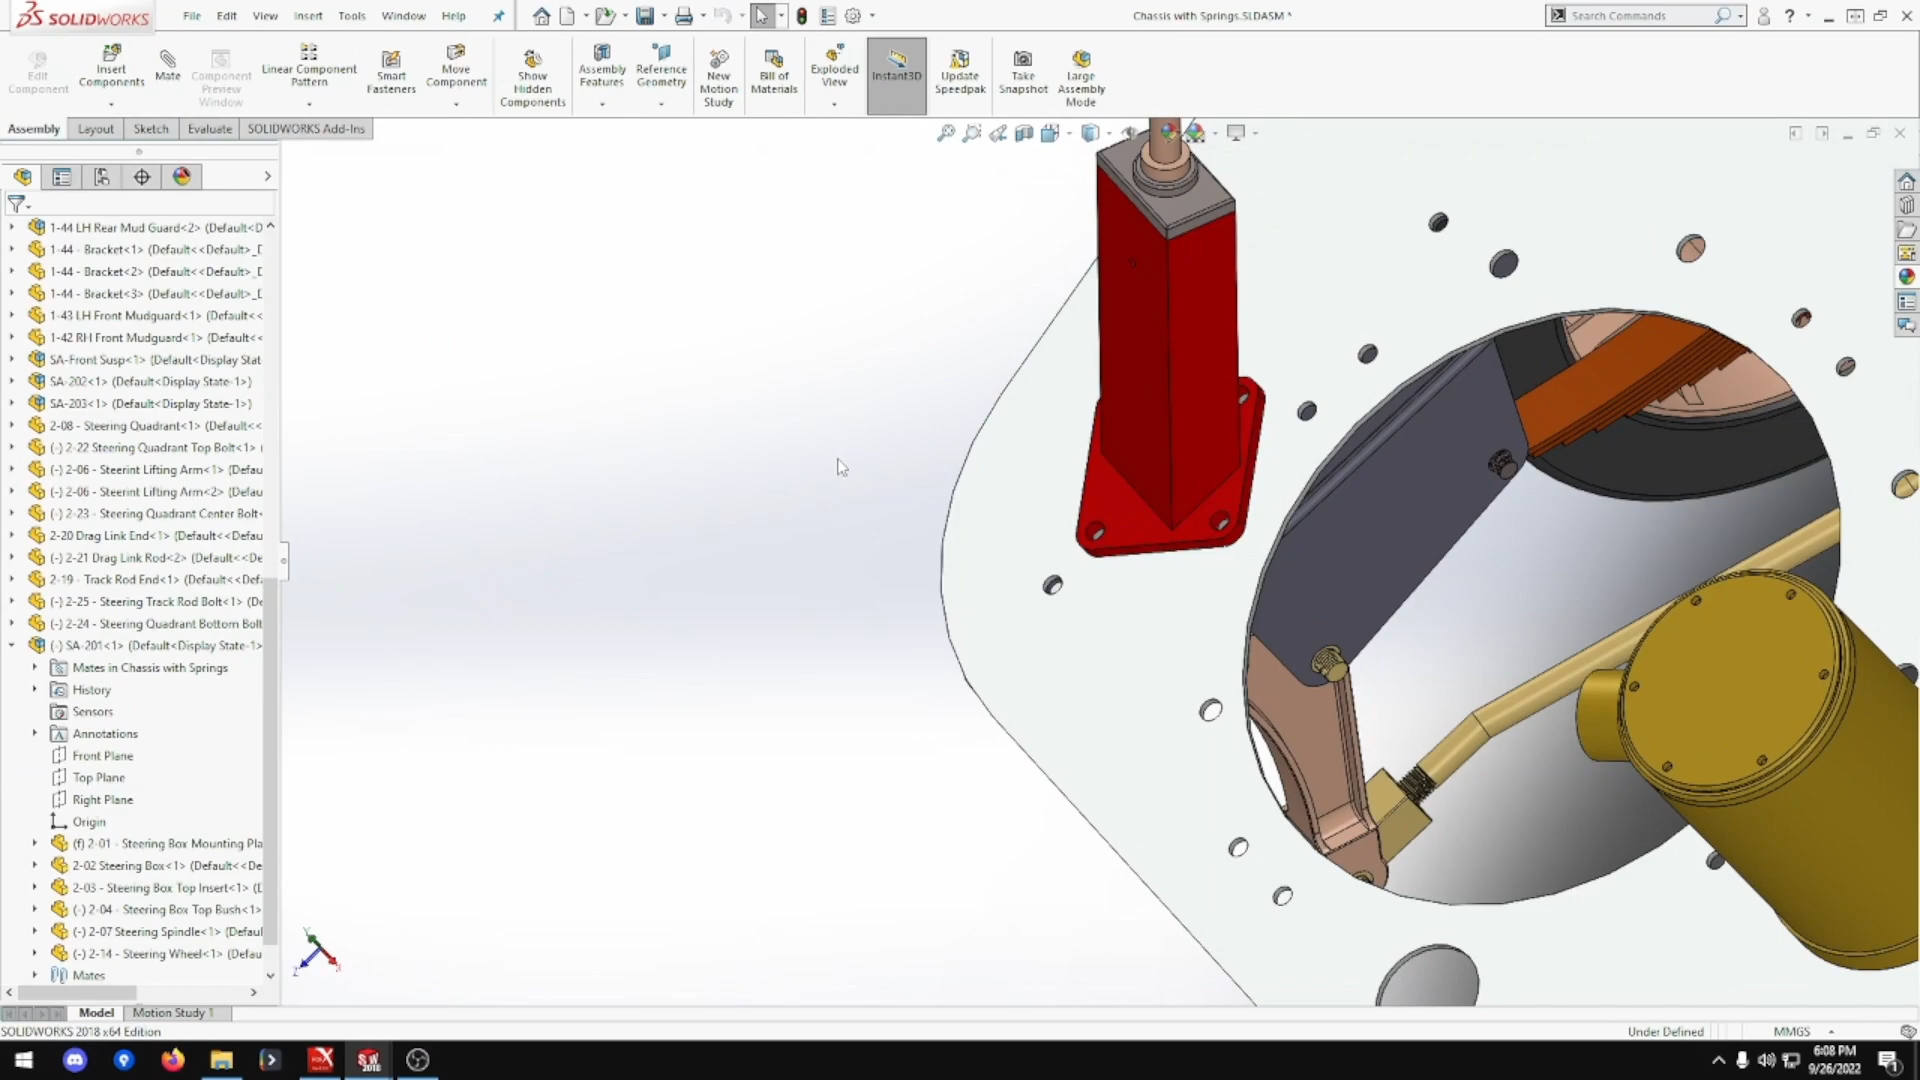 SOLIDWORKS File Edit View Insert Tools Window Help Chassis with Springs.SLDASM * Search Commands
Edit Component
Insert Components
Mate
Component Preview Window
Linear Component Pattern
Smart Fasteners
Move Component
Show Hidden Components
Assembly Features
Reference Geometry
New Motion Study
Bill of Materials
Exploded View
Instant3D
Update Speedpak
Take Snapshot
Large Assembly Mode
Assembly Layout Sketch Evaluate SOLIDWORKS Add-Ins
1-44 LH Rear Mud Guard<2> (Default<D
1-44 - Bracket<1> (Default<<Default>_D
1-44 - Bracket<2> (Default<<Default>_D
1-44 - Bracket<3> (Default<<Default>_D
1-43 LH Front Mudguard<1> (Default<<
1-42 RH Front Mudguard<1> (Default<<
SA-Front Susp<1> (Default<Display Stat
SA-202<1> (Default<Display State-1>)
SA-203<1> (Default<Display State-1>)
2-08 - Steering Quadrant<1> (Default<<
(-) 2-22 Steering Quadrant Top Bolt<1> (
(-) 2-06 - Steerint Lifting Arm<1> (Defau
(-) 2-06 - Steerint Lifting Arm<2> (Defau
(-) 2-23 - Steering Quadrant Center Bolt<
2-20 Drag Link End<1> (Default<<Defau
(-) 2-21 Drag Link Rod<2> (Default<<De
2-19 - Track Rod End<1> (Default<<Defa
(-) 2-25 - Steering Track Rod Bolt<1> (De
(-) 2-24 - Steering Quadrant Bottom Bolt
(-) SA-201<1> (Default<Display State-1>
Mates in Chassis with Springs
History
Sensors
Annotations
Front Plane
Top Plane
Right Plane
Origin
(f) 2-01 - Steering Box Mounting Pla
2-02 Steering Box<1> (Default<<De
2-03 - Steering Box Top Insert<1> (D
(-) 2-04 - Steering Box Top Bush<1>
(-) 2-07 Steering Spindle<1> (Defaul
(-) 2-14 - Steering Wheel<1> (Defau
Mates
Model Motion Study 1
SOLIDWORKS 2018 x64 Edition Under Defined MMGS
6:08 PM
9/26/2022